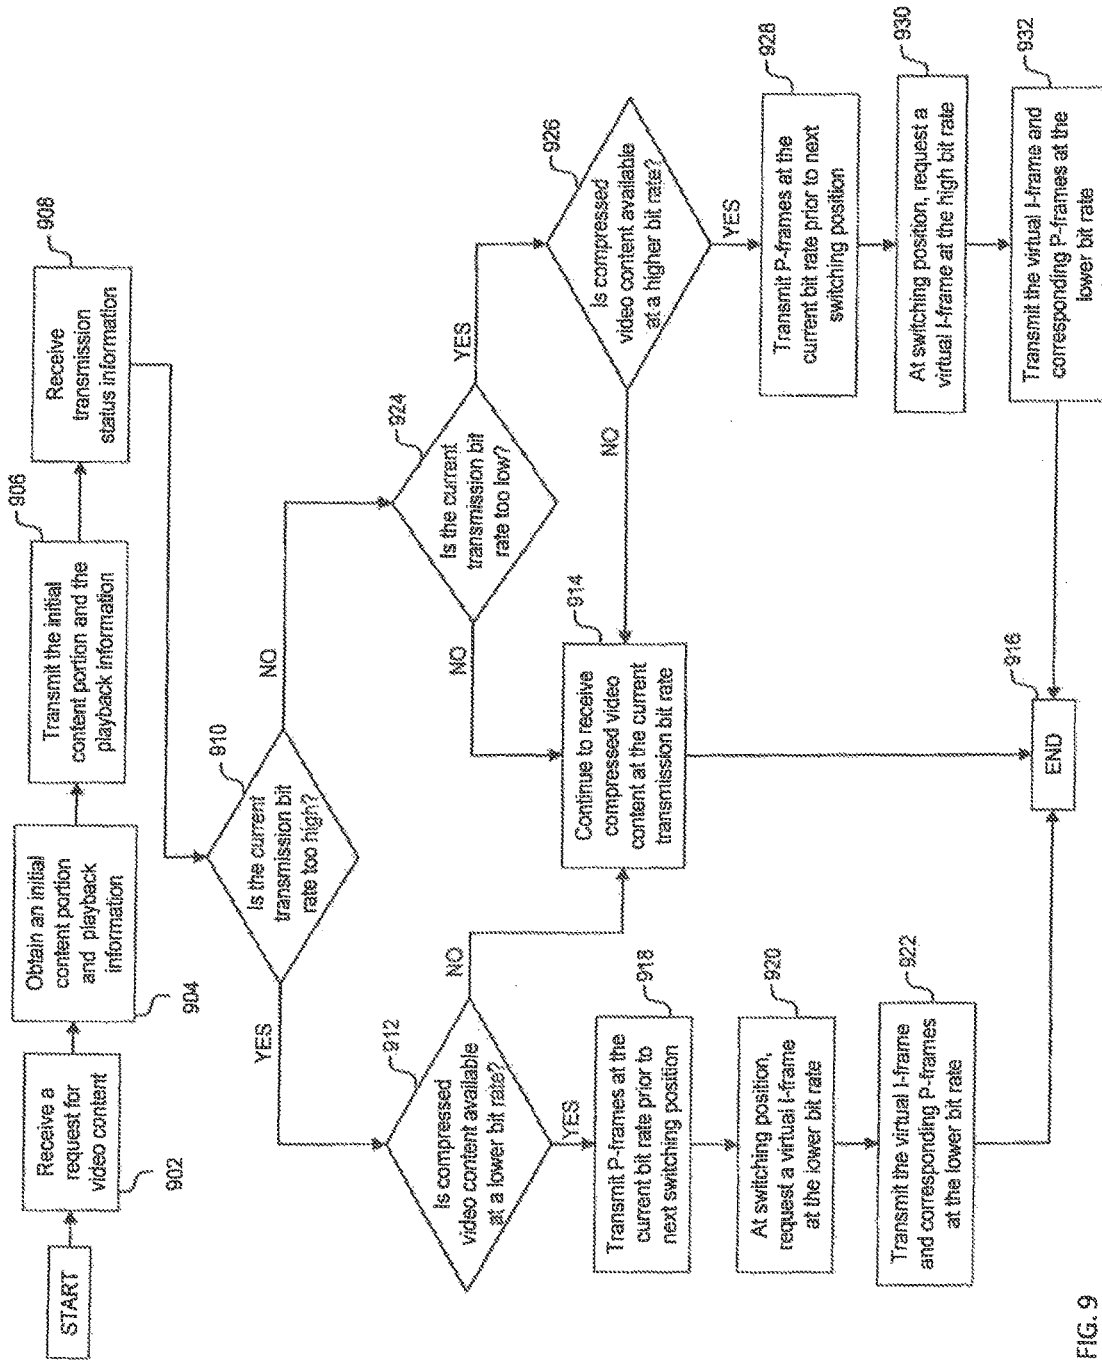 START
Receive a
request for
video content
902
Obtain an initial
content portion
and playback
information
904
Transmit the initial
content portion and the
playback information
906
Receive
transmission
status information
908
Is the current
transmission bit
rate too high?
910
YES
NO
Is compressed
video content available
at a lower bit rate?
912
NO
YES
Is the current
transmission bit
rate too low?
924
NO
YES
Is compressed
video content available
at a higher bit rate?
926
NO
YES
Continue to receive
compressed video
content at the current
transmission bit rate
914
Transmit P-frames at the
current bit rate prior to
next switching position
918
At switching position,
request a virtual I-frame
at the lower bit rate
920
Transmit the virtual I-frame
and corresponding P-frames
at the lower bit rate
922
Transmit P-frames at the
current bit rate prior to next
switching position
928
At switching position, request a
virtual I-frame at the high bit rate
930
Transmit the virtual I-frame and
corresponding P-frames at the
lower bit rate
932
END
916
FIG. 9